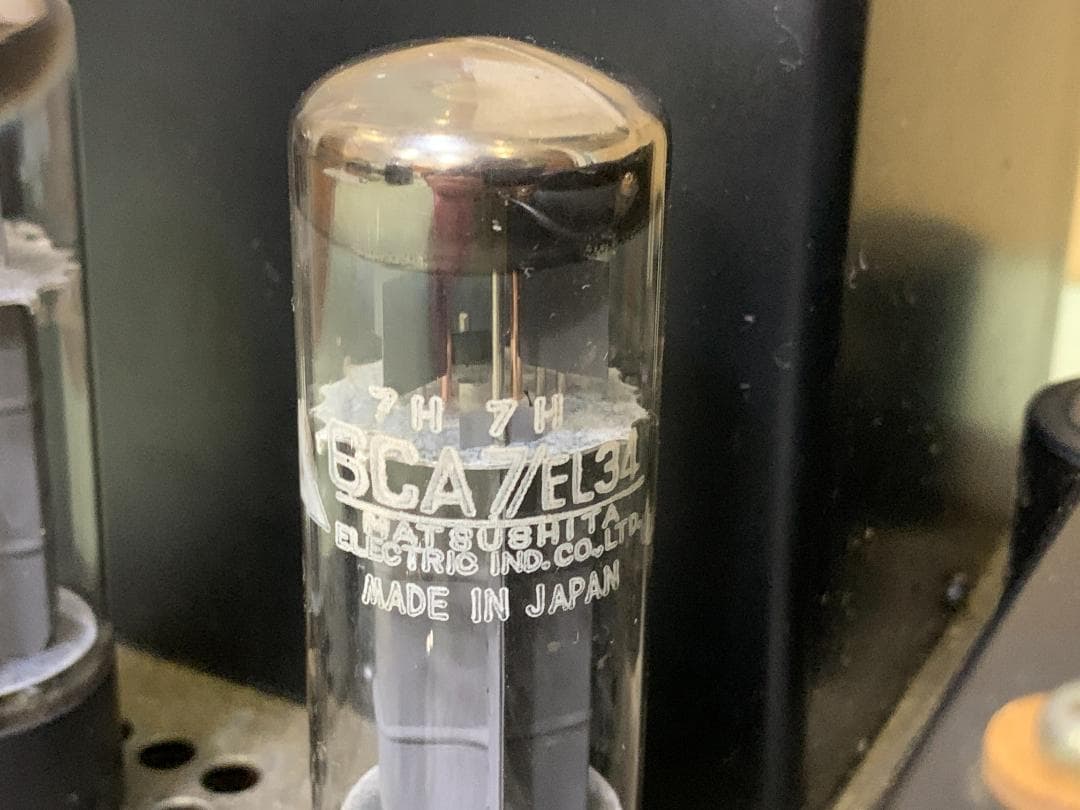 7H 7H
6CA7/EL34
MATSUSHITA
ELECTRIC IND. CO., LTD.
MADE IN JAPAN